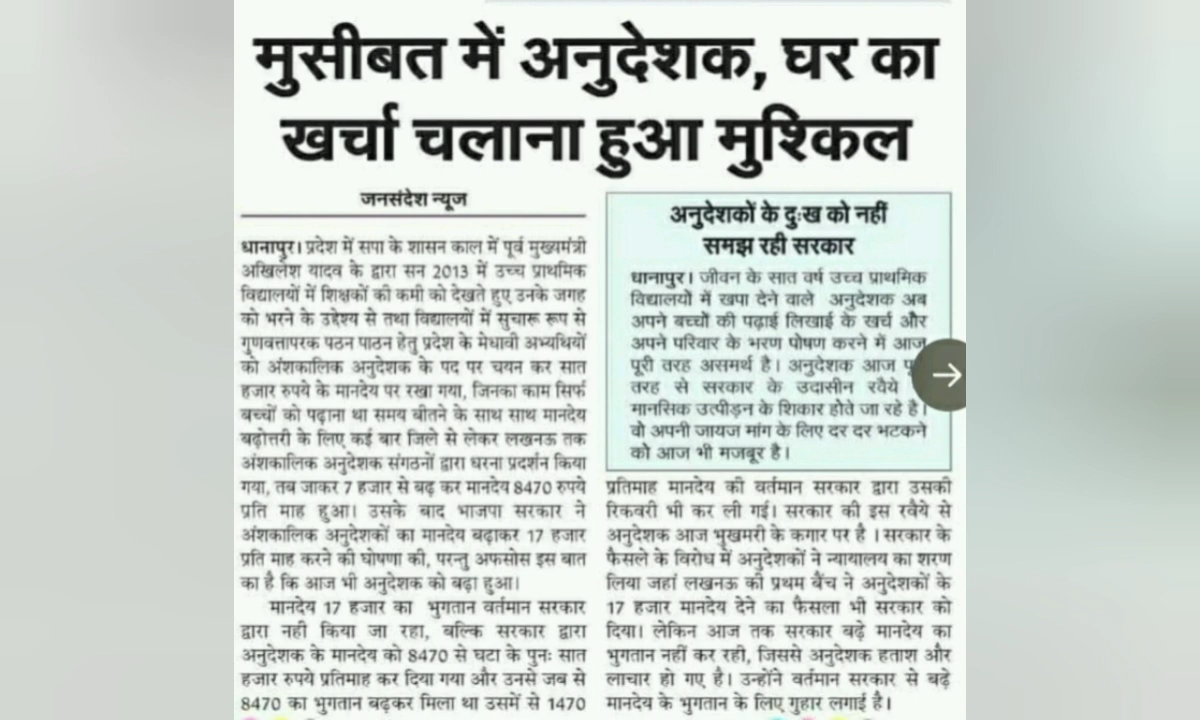 मुसीबत में अनुदेशक, घर का
खर्चा चलाना हुआ मुश्किल
जनसंदेश न्यूज
धानापुर। प्रदेश में सपा के शासन काल में पूर्व मुख्यमंत्री
अखिलेश यादव के द्वारा सन 2013 में उच्च प्राथमिक
विद्यालयों में शिक्षकों की कमी को देखते हुए उनके जगह
को भरने के उद्देश्य से तथा विद्यालयों में सुचारू रूप से
गुणवत्तापरक पठन पाठन हेतु प्रदेश के मेधावी अभ्यथियों
को अंशकालिक अनुदेशक के पद पर चयन कर सात
हजार रुपये के मानदेय पर रखा गया, जिनका काम सिर्फ
बच्चों को पढ़ाना था समय बीतने के साथ साथ मानदेय
बढ़ोत्तरी के लिए कई बार जिले से लेकर लखनऊ तक
अंशकालिक अनुदेशक संगठनों द्वारा धरना प्रदर्शन किया
गया, तब जाकर 7 हजार से बढ़ कर मानदेय 8470 रुपये
प्रति माह हुआ। उसके बाद भाजपा सरकार ने
अंशकालिक अनुदेशकों का मानदेय बढ़ाकर 17 हजार
प्रति माह करने की घोषणा की, परन्तु अफसोस इस बात
का है कि आज भी अनुदेशक को बढ़ा हुआ।
मानदेय 17 हजार का भुगतान वर्तमान सरकार
द्वारा नही किया जा रहा, बल्कि सरकार द्वारा
अनुदेशक के मानदेय को 8470 से घटा के पुनः सात
हजार रुपये प्रतिमाह कर दिया गया और उनसे जब से
8470 का भुगतान बढ़कर मिला था उसमें से 1470
अनुदेशकों के दुःख को नहीं
समझ रही सरकार
धानापुर। जीवन के सात वर्ष उच्च प्राथमिक
विद्यालयों में खपा देने वाले अनुदेशक अब
अपने बच्चों की पढ़ाई लिखाई के खर्च और
अपने परिवार के भरण पोषण करने में आज
पूरी तरह असमर्थ है। अनुदेशक आज
तरह से सरकार के उदासीन रवैये
मानसिक उत्पीड़न के शिकार होते जा रहे है।
वो अपनी जायज मांग के लिए दर दर भटकने
को आज भी मजबूर है।
प्रतिमाह मानदेय की वर्तमान सरकार द्वारा उसकी
रिकवरी भी कर ली गई। सरकार की इस रवैये से
अनुदेशक आज भुखमरी के कगार पर है । सरकार के
फैसले के विरोध में अनुदेशकों ने न्यायालय का शरण
लिया जहां लखनऊ की प्रथम बैंच ने अनुदेशकों के
17 हजार मानदेय देने का फैसला भी सरकार को
दिया। लेकिन आज तक सरकार बढ़े मानदेय का
भुगतान नहीं कर रही, जिससे अनुदेशक हताश और
लाचार हो गए है। उन्होंने वर्तमान सरकार से बढ़े
मानदेय के भुगतान के लिए गुहार लगाई है।